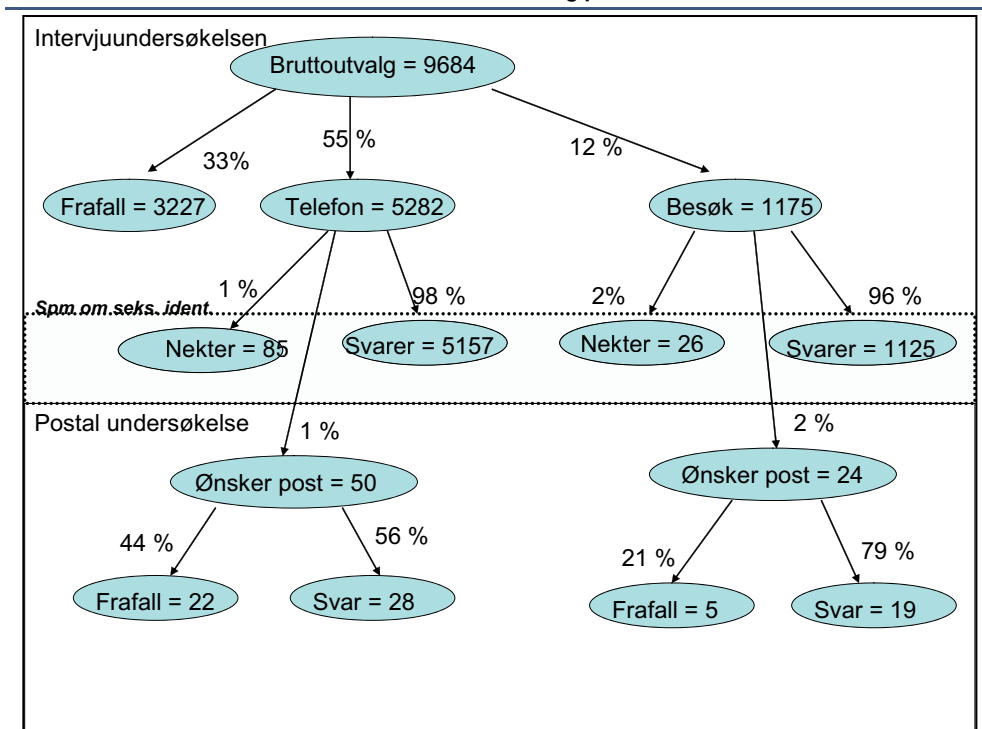 Intervjuundersøkelsen
Bruttoutvalg = 9684
33%
55 %
12 %
Frafall = 3227
Telefon = 5282
Besøk = 1175
1 %
98 %
2%
96 %
Spm om seks. ident.
Nekter = 85
Svarer = 5157
Nekter = 26
Svarer = 1125
Postal undersøkelse
1 %
2 %
Ønsker post = 50
Ønsker post = 24
44 %
56 %
21 %
79 %
Frafall = 22
Svar = 28
Frafall = 5
Svar = 19